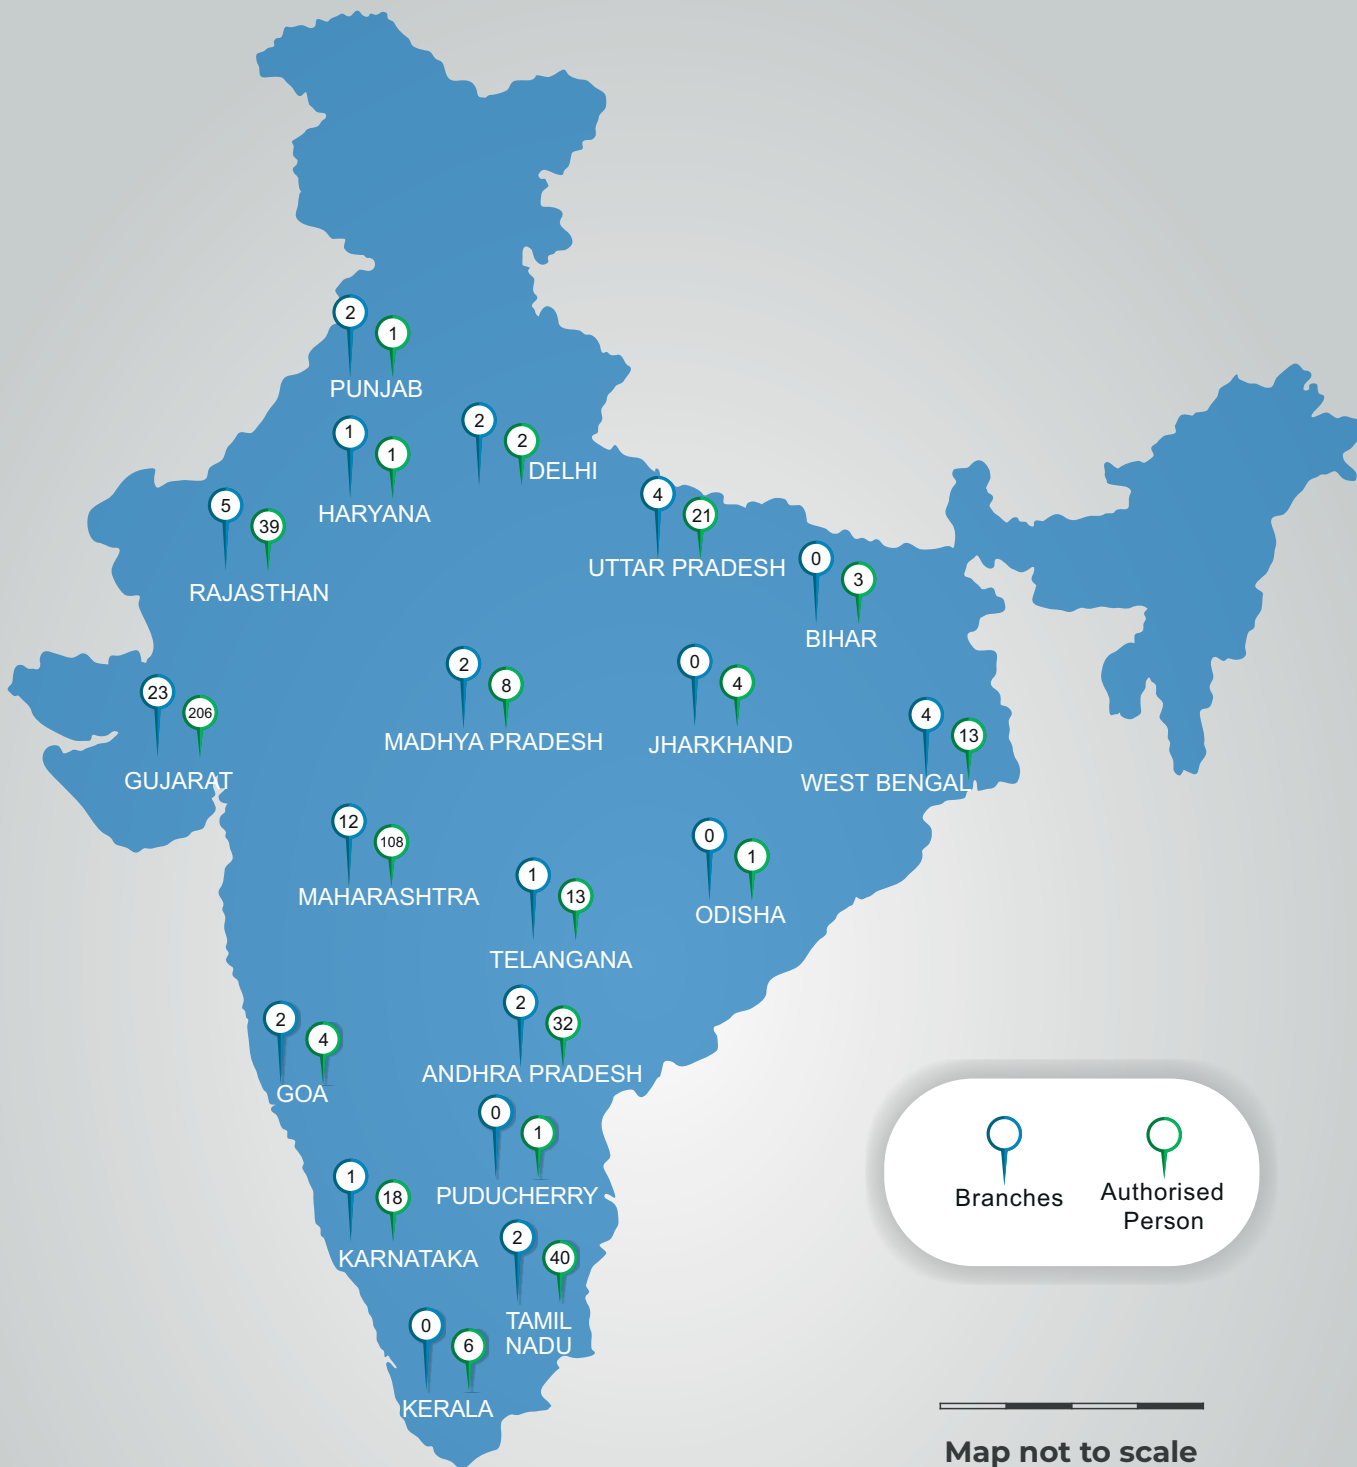 2
1
PUNJAB
1
1
HARYANA
2
2
DELHI
5
39
RAJASTHAN
4
21
UTTAR PRADESH
0
3
BIHAR
23
206
GUJARAT
2
8
MADHYA PRADESH
0
4
JHARKHAND
4
13
WEST BENGAL
12
108
MAHARASHTRA
1
13
TELANGANA
0
1
ODISHA
2
4
GOA
2
32
ANDHRA PRADESH
0
1
PUDUCHERRY
1
18
KARNATAKA
2
40
TAMIL
NADU
0
6
KERALA
Branches
Authorised
Person
Map not to scale